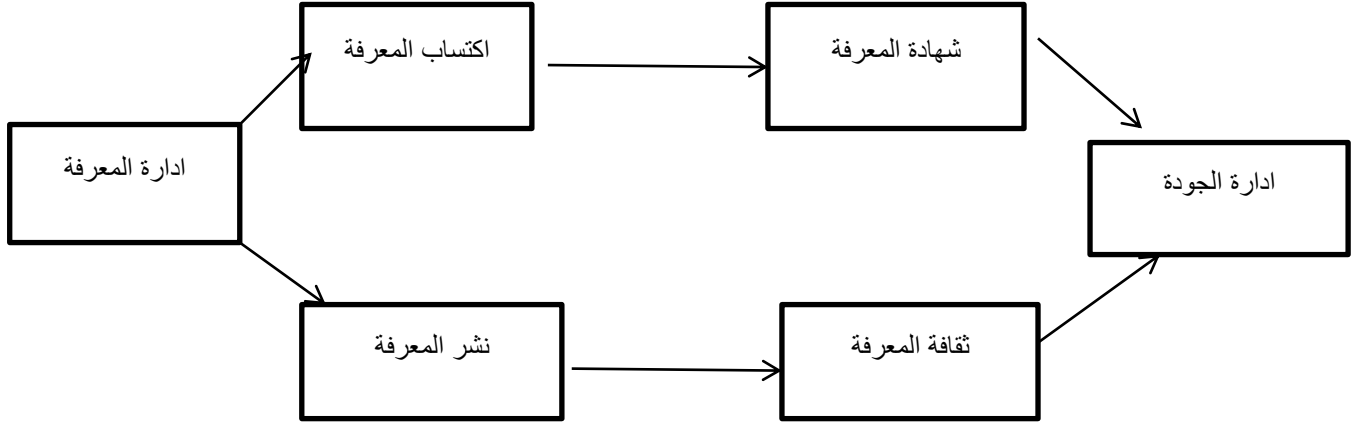 اكتساب المعرفة
شهادة المعرفة
ادارة المعرفة
ادارة الجودة
نشر المعرفة
ثقافة المعرفة